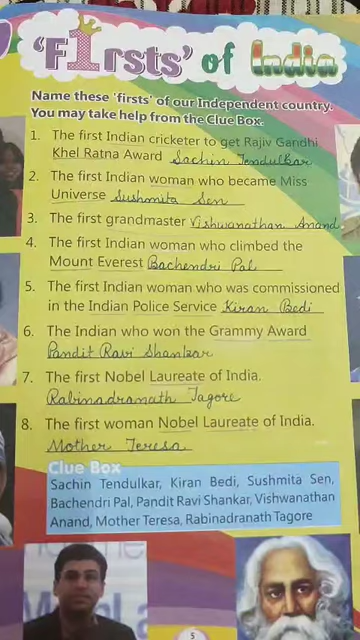 'Firsts' of India
Name these 'firsts' of our Independent country.
You may take help from the Clue Box.
1. The first Indian cricketer to get Rajiv Gandhi
Khel Ratna Award Sachin Tendulkar
2. The first Indian woman who became Miss
Universe Sushmita Sen
3. The first grandmaster Vishwanathan Anand
4. The first Indian woman who climbed the
Mount Everest Bachendri Pal
5. The first Indian woman who was commissioned
in the Indian Police Service Kiran Bedi
6. The Indian who won the Grammy Award
Pandit Ravi Shankar
7. The first Nobel Laureate of India.
Rabinadranath Tagore
8. The first woman Nobel Laureate of India.
Mother Teresa
Clue Box
Sachin Tendulkar, Kiran Bedi, Sushmita Sen,
Bachendri Pal, Pandit Ravi Shankar, Vishwanathan
Anand, Mother Teresa, Rabinadranath Tagore
5